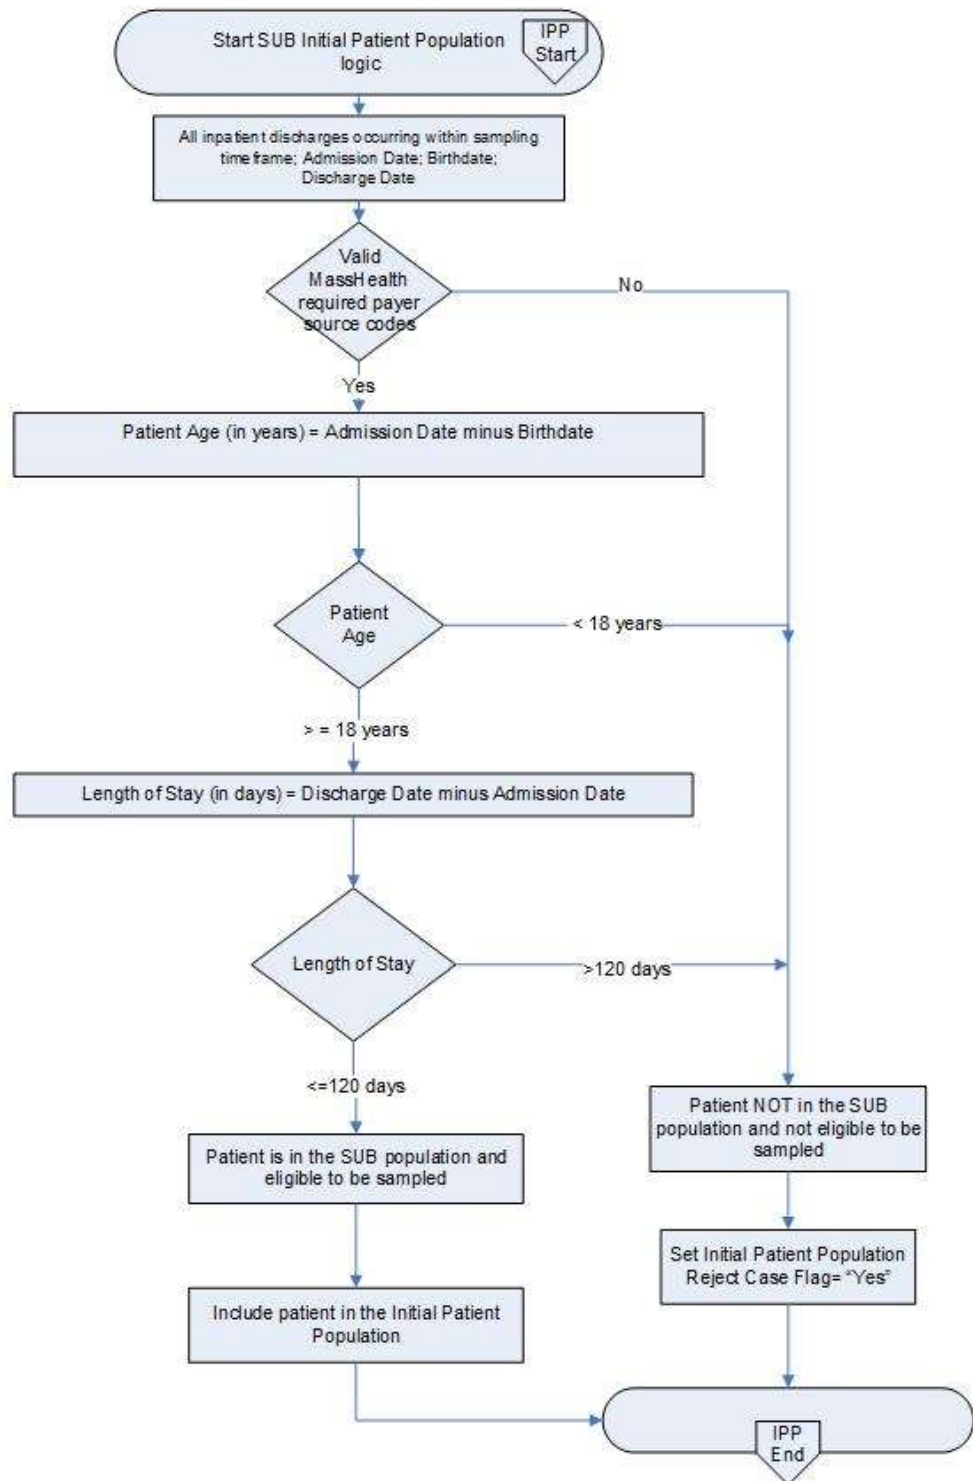 Start SUB Initial Patient Population
logic
IPP
Start
All inpatient discharges occurring within sampling
timeframe; Admission Date; Birthdate;
Discharge Date
Valid
MassHealth
required payer
source codes
No
Yes
Patient Age (in years) = Admission Date minus Birthdate
Patient
Age
< 18 years
> = 18 years
Length of Stay (in days) = Discharge Date minus Admission Date
Length of Stay
>120 days
<=120 days
Patient NOT in the SUB
population and not eligible to be
sampled
Patient is in the SUB population and
eligible to be sampled
Set Initial Patient Population
Reject Case Flag= “Yes”
Include patient in the Initial Patient
Population
IPP
End